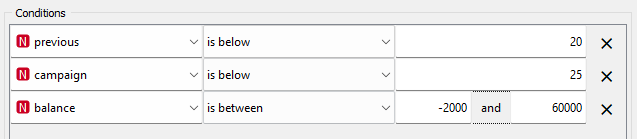 Conditions
N previous is below 20
N campaign is below 25
N balance is between -2000 and 60000